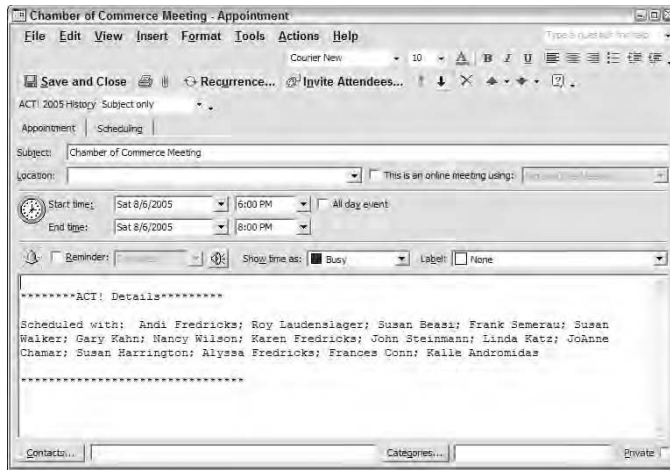 Chamber of Commerce Meeting - Appointment
File Edit View Insert Format Tools Actions Help
Courier New 10 A B I U
Save and Close Recurrence... Invite Attendees...
ACT! 2005 History Subject only
Appointment Scheduling
Subject: Chamber of Commerce Meeting
Location: This is an online meeting using:
Start time: Sat 8/6/2005 6:00 PM All day event
End time: Sat 8/6/2005 8:00 PM
Reminder: Show time as: Busy Label: None
********ACT! Details*********
Scheduled with: Andi Fredricks; Roy Laudenslager; Susan Beasi; Frank Semerau; Susan
Walker; Gary Kahn; Nancy Wilson; Karen Fredricks; John Steinmann; Linda Katz; JoAnne
Chamar; Susan Harrington; Alyssa Fredricks; Frances Conn; Kalle Andromidas
*******************************
Contacts... Categories... Private